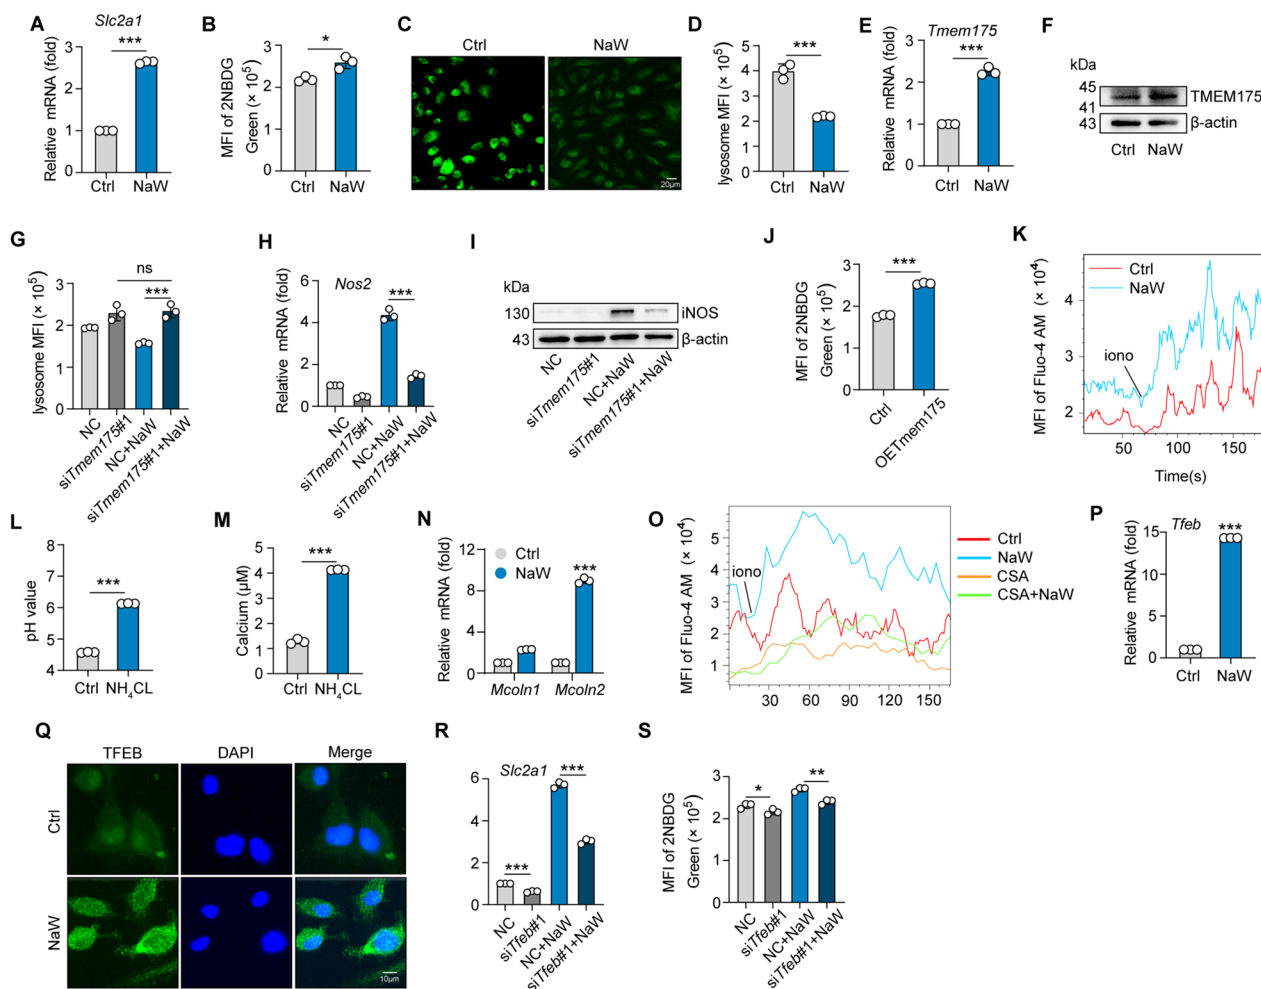 A
Slc2a1
Relative mRNA (fold)
3
2
1
0
***
Ctrl
NaW
B
MFI of 2NBDG
Green (× 10⁵)
3
2
1
0
*
Ctrl
NaW
C
Ctrl
NaW
20μm
D
lysosome MFI (× 10⁵)
5
4
3
2
1
0
***
Ctrl
NaW
E
Tmem175
Relative mRNA (fold)
3
2
1
0
***
Ctrl
NaW
F
kDa
45
41
43
TMEM175
β-actin
Ctrl
NaW
G
lysosome MFI (× 10⁵)
3
2
1
0
ns
***
NC
siTmem175#1
NC+NaW
siTmem175#1+NaW
H
Nos2
Relative mRNA (fold)
6
5
4
3
2
1
0
***
NC
siTmem175#1
NC+NaW
siTmem175#1+NaW
I
kDa
130
43
iNOS
β-actin
NC
siTmem175#1
NC+NaW
siTmem175#1+NaW
J
MFI of 2NBDG
Green (× 10⁵)
3
2
1
0
***
Ctrl
OETmem175
K
MFI of Fluo-4 AM (× 10⁴)
4
3
2
Ctrl
NaW
iono
50
100
150
Time(s)
L
pH value
7
6
5
4
***
Ctrl
NH₄CL
M
Calcium (μM)
5
4
3
2
1
0
***
Ctrl
NH₄CL
N
Relative mRNA (fold)
12
8
4
0
Ctrl
NaW
***
Mcoln1
Mcoln2
O
MFI of Fluo-4 AM (× 10⁴)
5
4
3
2
1
iono
Ctrl
NaW
CSA
CSA+NaW
30
60
90
120
150
P
Tfeb
Relative mRNA (fold)
15
10
5
0
***
Ctrl
NaW
Q
TFEB
DAPI
Merge
Ctrl
NaW
10μm
R
Slc2a1
Relative mRNA (fold)
6
4
2
0
***
***
NC
siTfeb#1
NC+NaW
siTfeb#1+NaW
S
MFI of 2NBDG
Green (× 10⁵)
3
2
1
0
*
**
NC
siTfeb#1
NC+NaW
siTfeb#1+NaW